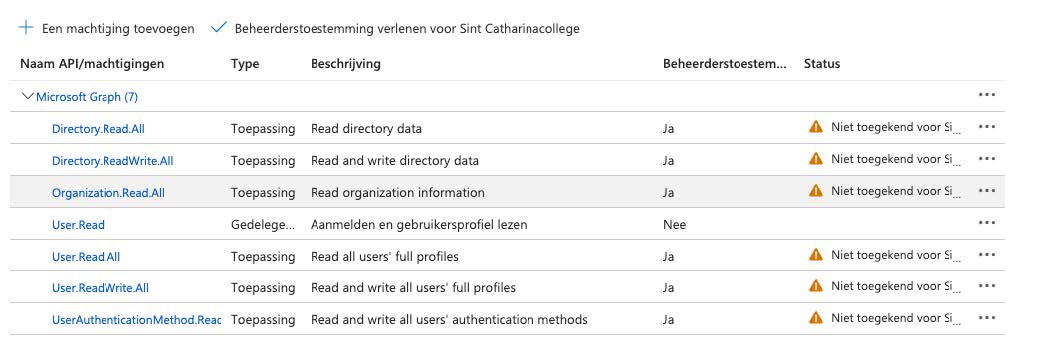 Een machtiging toevoegen Beheerderstoestemming verlenen voor Sint Catharinacollege
Naam API/machtigingen Type Beschrijving Beheerderstoestem... Status
Microsoft Graph (7)
Directory.Read.All Toepassing Read directory data Ja Niet toegekend voor Si...
Directory.ReadWrite.All Toepassing Read and write directory data Ja Niet toegekend voor Si...
Organization.Read.All Toepassing Read organization information Ja Niet toegekend voor Si...
User.Read Gedelege... Aanmelden en gebruikersprofiel lezen Nee
User.Read.All Toepassing Read all users' full profiles Ja Niet toegekend voor Si...
User.ReadWrite.All Toepassing Read and write all users' full profiles Ja Niet toegekend voor Si...
UserAuthenticationMethod.Read Toepassing Read and write all users' authentication methods Ja Niet toegekend voor Si...